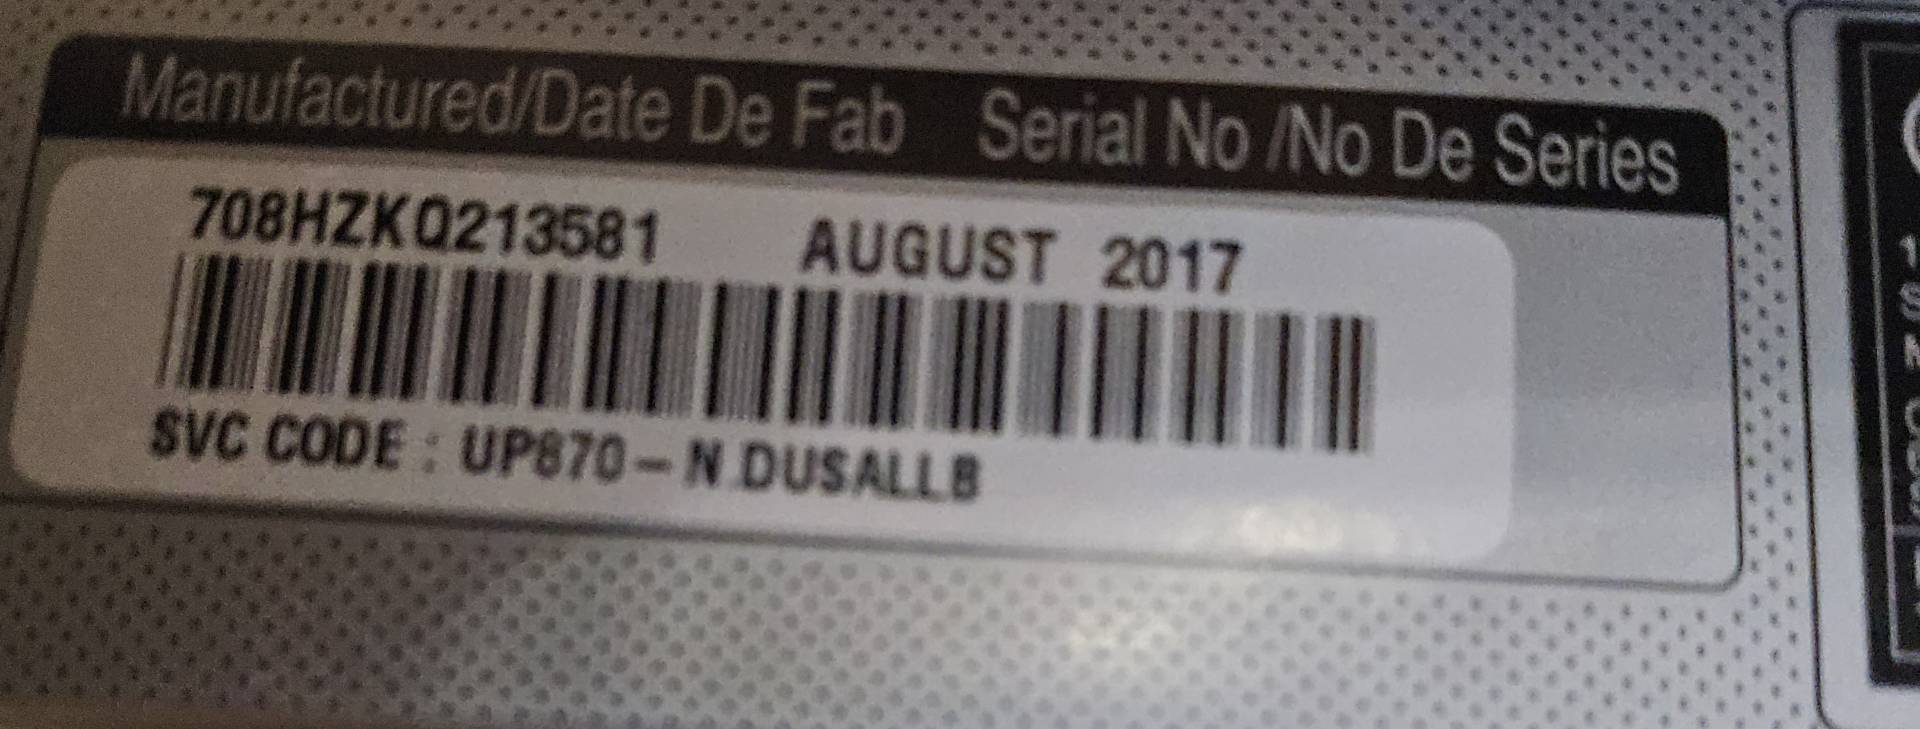 Manufactured/Date De Fab Serial No /No De Series
708HZKQ213581 AUGUST 2017
SVC CODE : UP870-N.DUSALLB